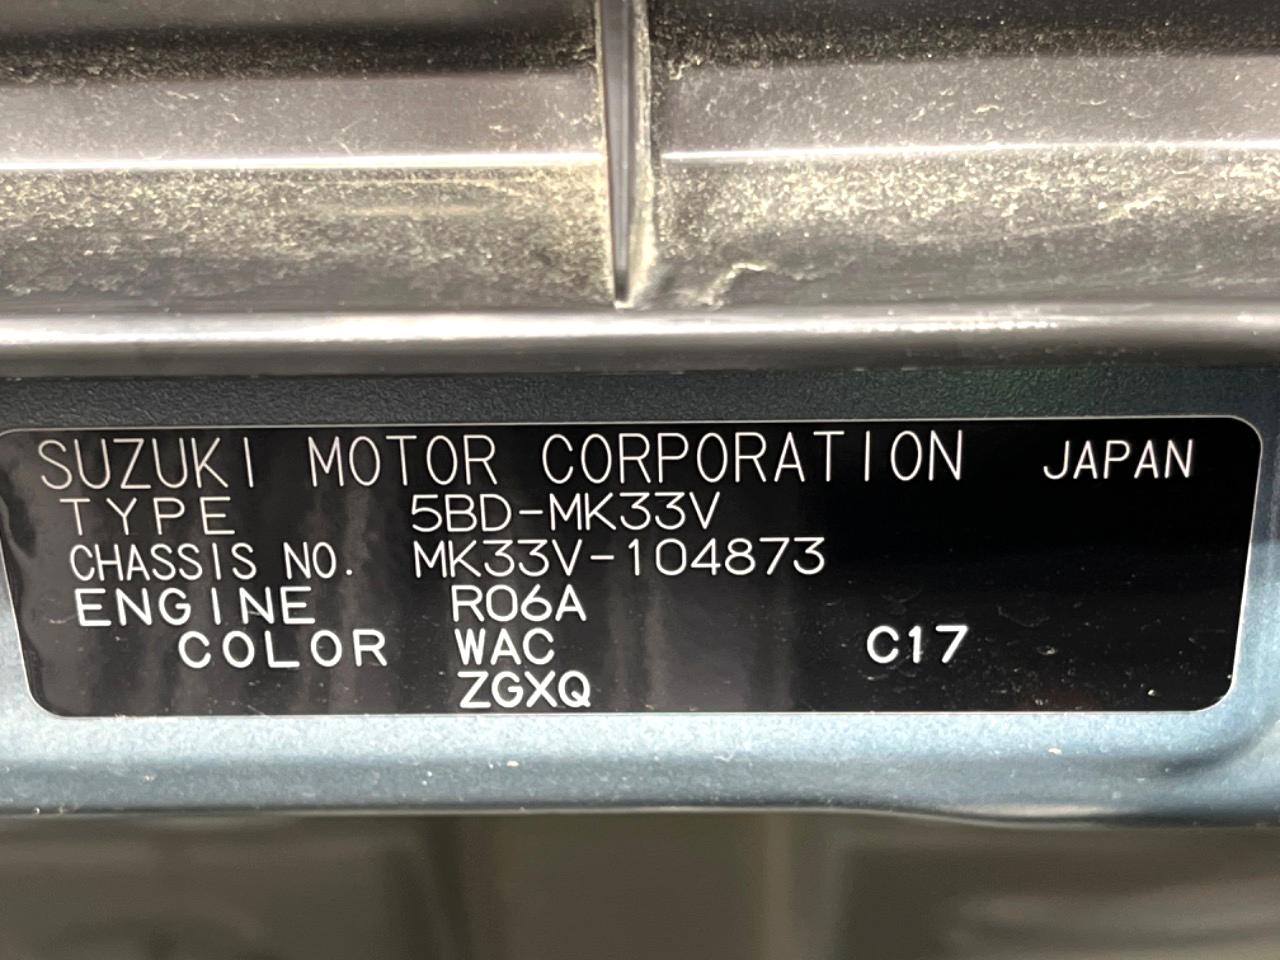 SUZUKI MOTOR CORPORATION JAPAN
TYPE 5BD-MK33V
CHASSIS NO. MK33V-104873
ENGINE R06A
COLOR WAC C17
ZGXQ